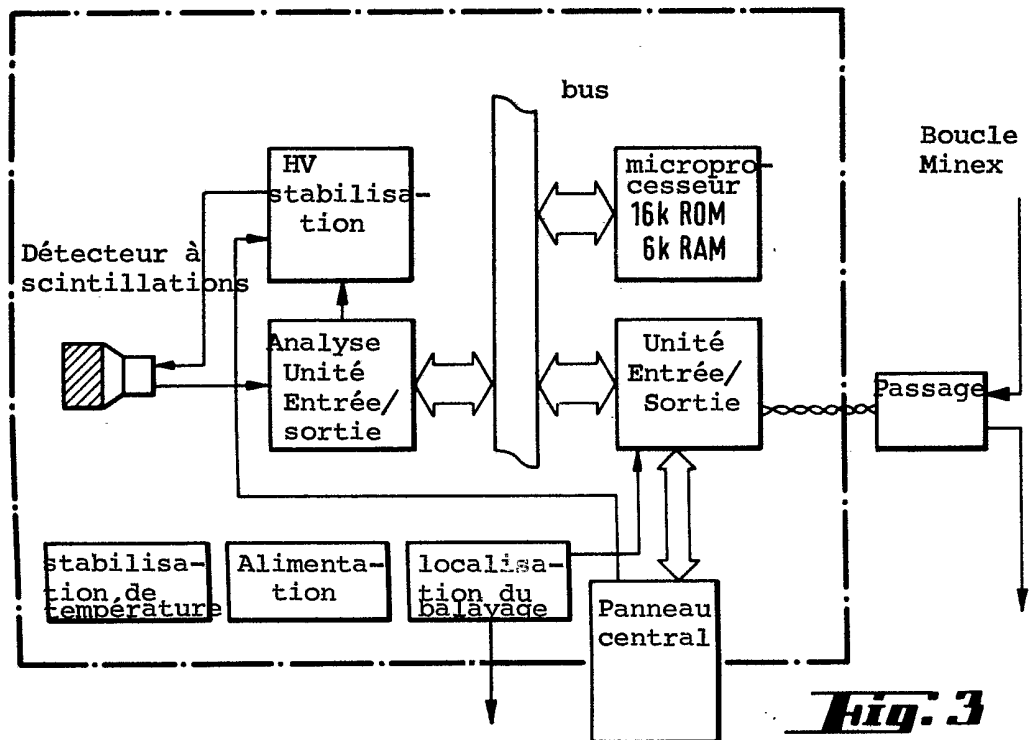 bus
Boucle
Minex
HV
stabilisa-
tion
micropro-
cesseur
16k ROM
6k RAM
Détecteur à
scintillations
Analyse
Unité
Entrée/
sortie
Unité
Entrée/
Sortie
Passage
stabilisa-
tion de
température
Alimenta-
tion
localisa-
tion du
balayage
Panneau
central
Fig. 3